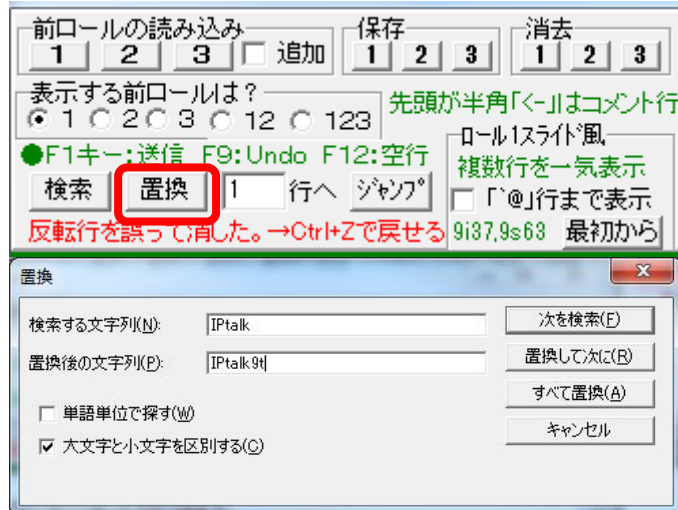 前ロールの読み込み 保存 消去
1 2 3 追加 1 2 3 1 2 3
表示する前ロールは？ 先頭が半角「<-」はコメント行
1 2 3 12 123 ロール1スライド風
●F1キー:送信 F9:Undo F12:空行 複数行を一気表示
検索 置換 1 行へ ジャンプ 「`@」行まで表示
反転行を誤って消した。→Ctrl+Zで戻せる 9i37,9s63 最初から
置換
検索する文字列(N): IPtalk 次を検索(F)
置換後の文字列(P): IPtalk9t 置換して次に(R)
すべて置換(A)
単語単位で探す(W) キャンセル
大文字と小文字を区別する(C)